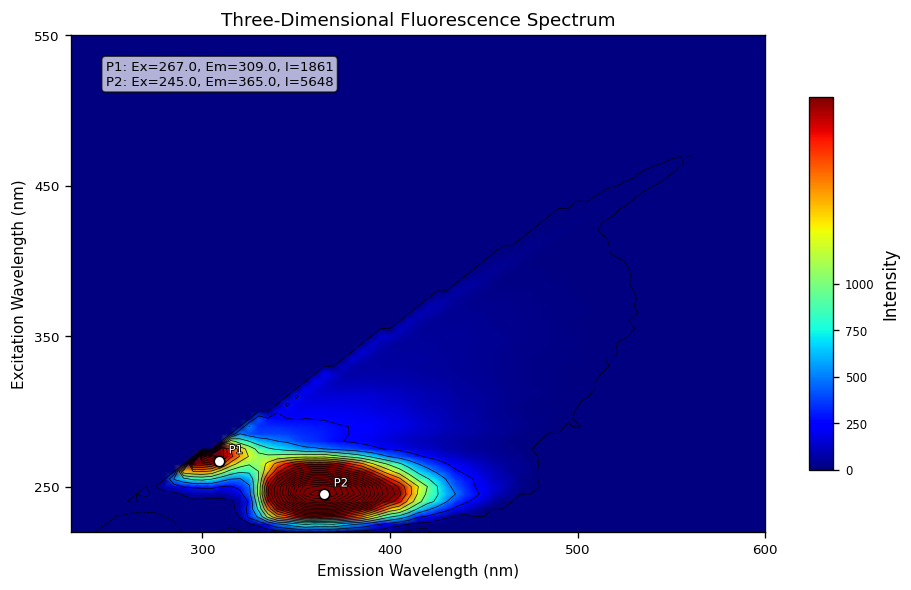 Three-Dimensional Fluorescence Spectrum
550
P1: Ex=267.0, Em=309.0, I=1861
P2: Ex=245.0, Em=365.0, I=5648
450
350
250
Excitation Wavelength (nm)
P1
P2
300
400
500
600
Emission Wavelength (nm)
1000
750
500
250
0
Intensity